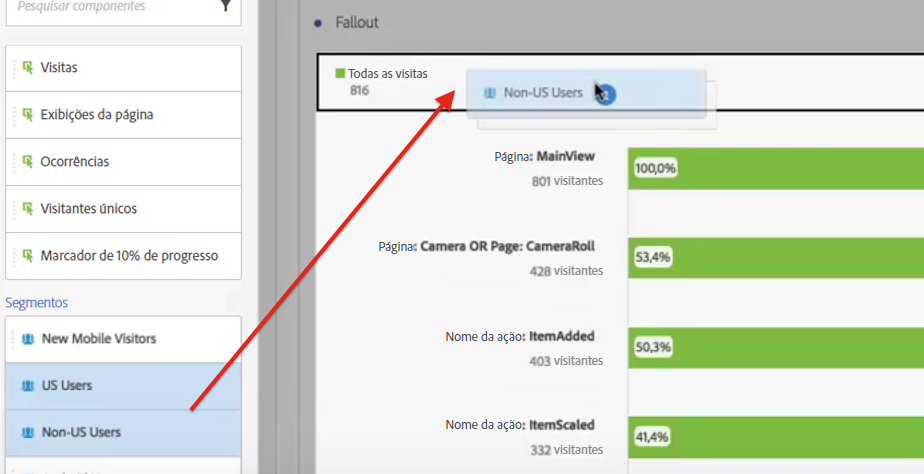 Pesquisar componentes
Visitas
Exibições da página
Ocorrências
Visitantes únicos
Marcador de 10% de progresso
Segmentos
New Mobile Visitors
US Users
Non-US Users
Fallout
Todas as visitas
816
Non-US Users
2
Página: MainView
801 visitantes
100,0%
Página: Camera OR Page: CameraRoll
428 visitantes
53,4%
Nome da ação: ItemAdded
403 visitantes
50,3%
Nome da ação: ItemScaled
332 visitantes
41,4%